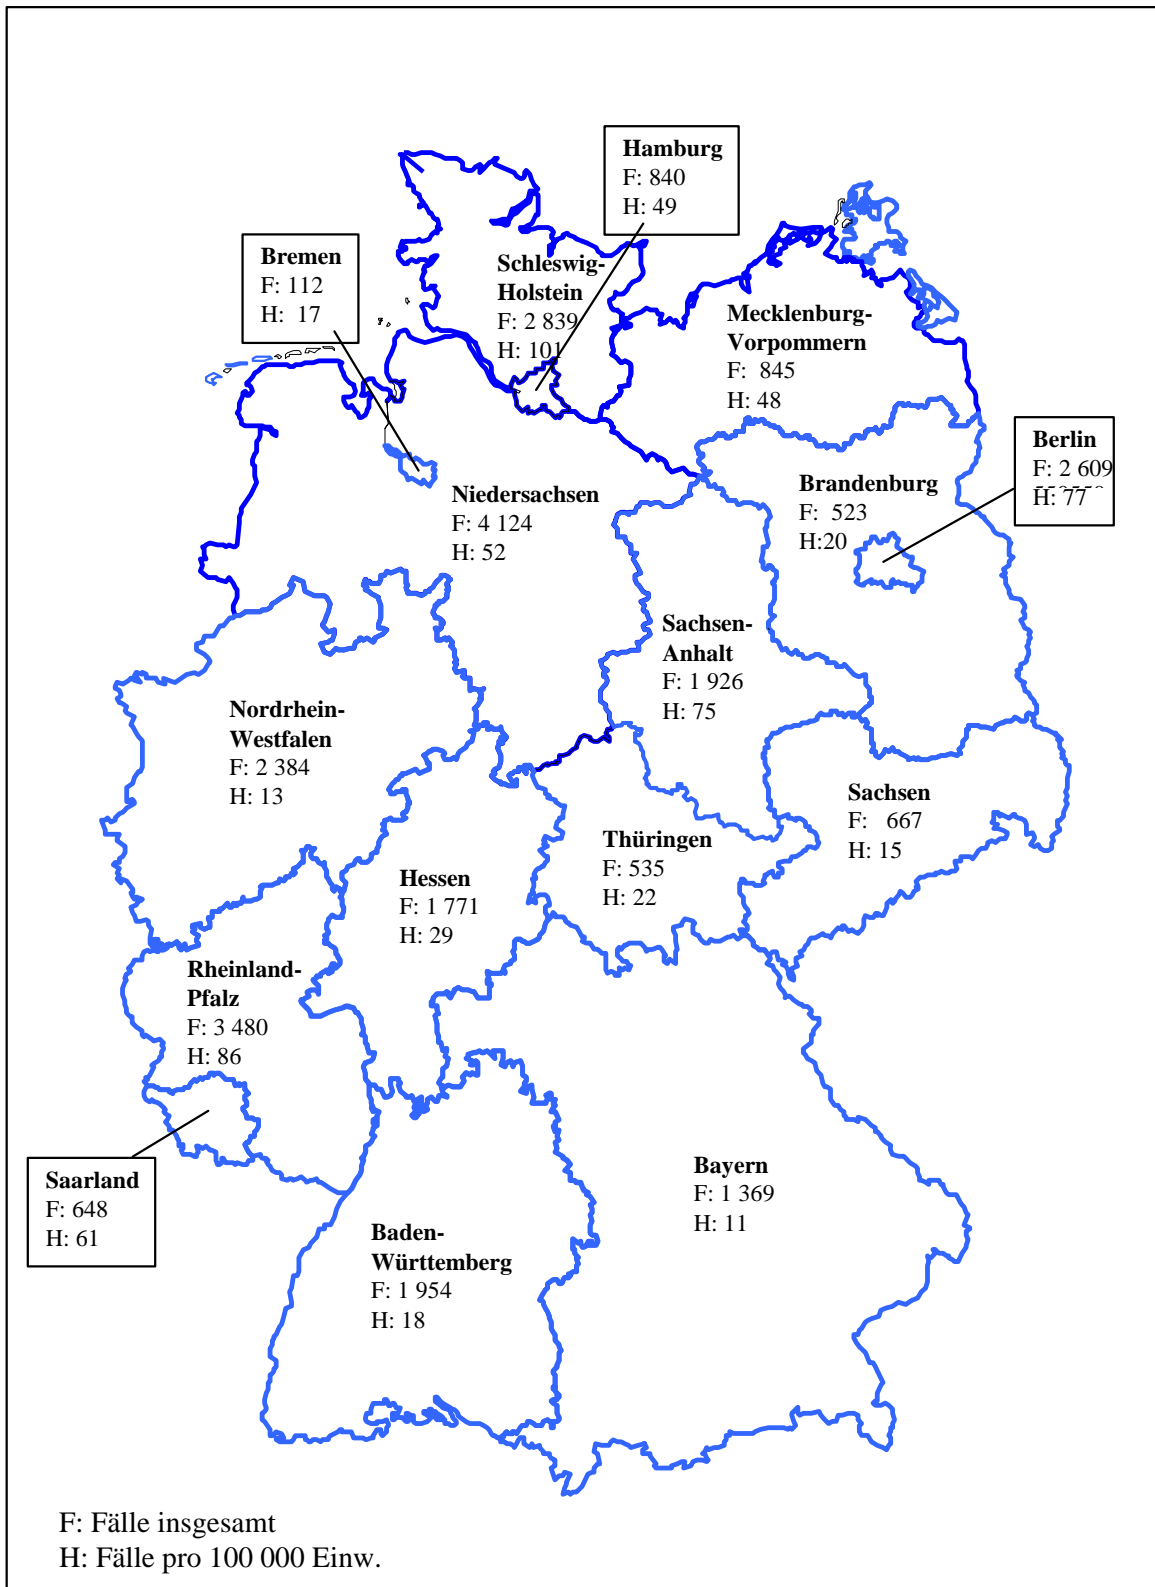 Hamburg
F: 840
H: 49
Bremen
F: 112
H: 17
Schleswig-
Holstein
F: 2 839
H: 101
Mecklenburg-
Vorpommern
F: 845
H: 48
Berlin
F: 2 609
H: 77
Brandenburg
F: 523
H:20
Niedersachsen
F: 4 124
H: 52
Sachsen-
Anhalt
F: 1 926
H: 75
Nordrhein-
Westfalen
F: 2 384
H: 13
Sachsen
F: 667
H: 15
Thüringen
F: 535
H: 22
Hessen
F: 1 771
H: 29
Rheinland-
Pfalz
F: 3 480
H: 86
Saarland
F: 648
H: 61
Bayern
F: 1 369
H: 11
Baden-
Württemberg
F: 1 954
H: 18
F: Fälle insgesamt
H: Fälle pro 100 000 Einw.